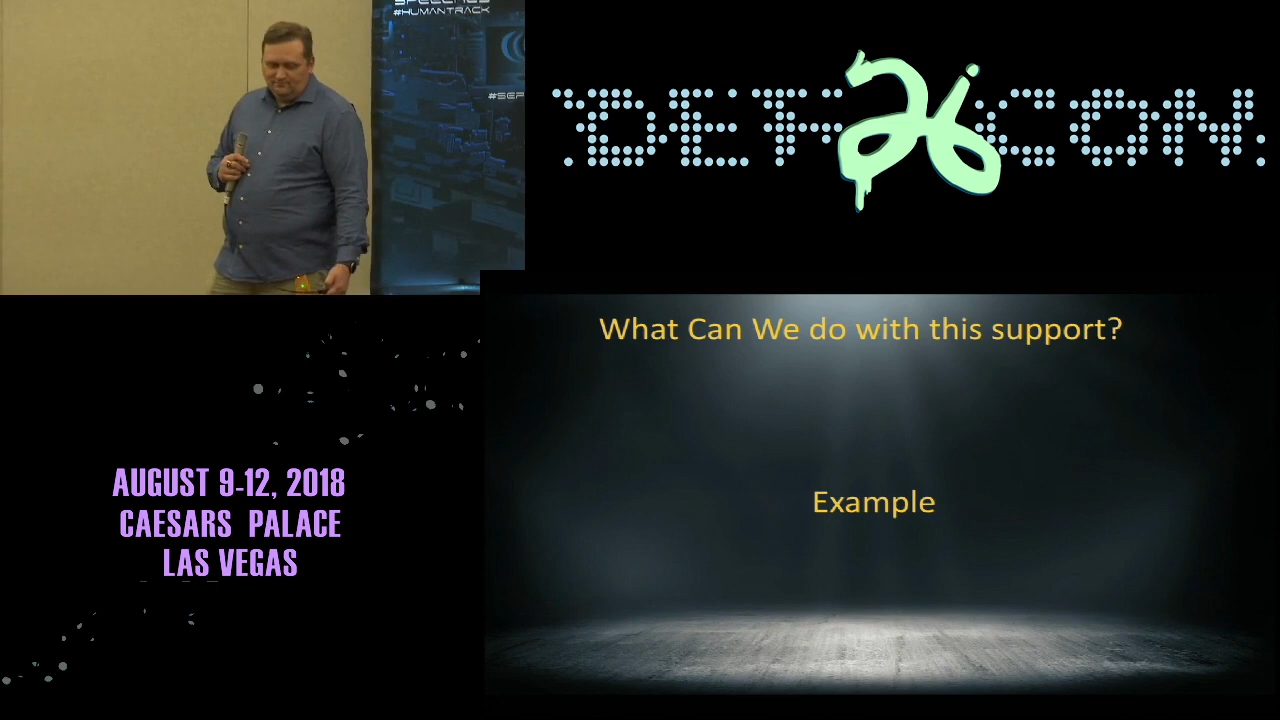 #HUMANTRACK
DEF 26 CON
What Can We do with this support?
Example
AUGUST 9-12, 2018
CAESARS PALACE
LAS VEGAS